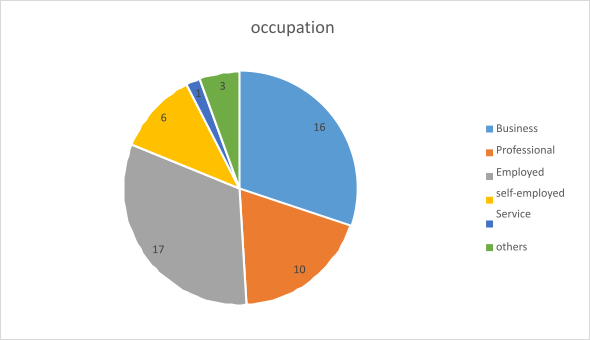 occupation
3
1
16
6
17
10
Business
Professional
Employed
self-employed
Service
others